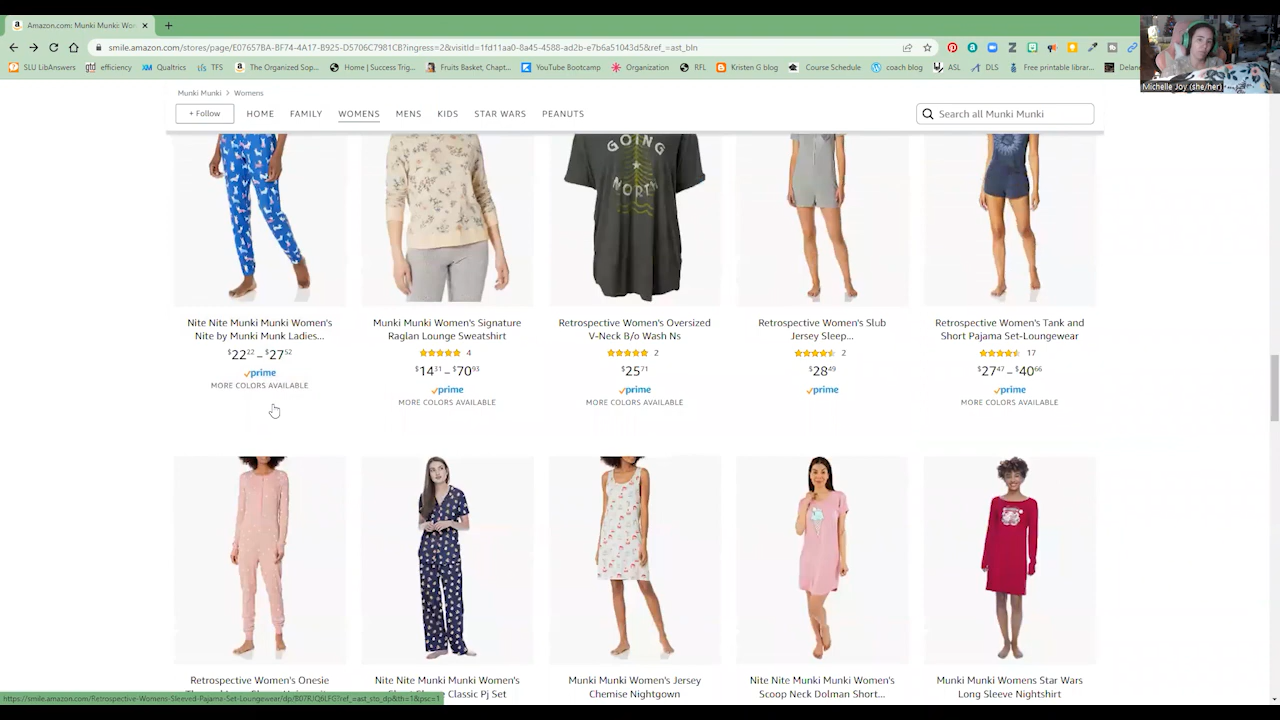 Amazon.com: Munki Munki: Wo
smile.amazon.com/stores/page/E07657BA-BF74-4A17-8925-D5706C7981CB?ingress=2&visitId=1fd11aa0-8a45-4588-ad2b-e7b6a51043d5&ref_=ast_bln
SLU LibAnswers gtd efficiency XM Qualtrics TFS The Organized Sop... Home | Success Trig... Fruits Basket, Chapt... YouTube Bootcamp Organization RFL Kristen G blog Course Schedule coach blog ASL DLS Free printable librar... Delane
Michelle Joy (she/her)
Munki Munki > Womens
+ Follow HOME FAMILY WOMENS MENS KIDS STAR WARS PEANUTS Search all Munki Munki
GOING
NORTH
Nite Nite Munki Munki Women's
Nite by Munki Munk Ladies...
$22.22 – $27.52
prime
MORE COLORS AVAILABLE
Munki Munki Women's Signature
Raglan Lounge Sweatshirt
4
$14.31 – $70.93
prime
MORE COLORS AVAILABLE
Retrospective Women's Oversized
V-Neck B/o Wash Ns
2
$25.71
prime
MORE COLORS AVAILABLE
Retrospective Women's Slub
Jersey Sleep...
2
$28.49
prime
Retrospective Women's Tank and
Short Pajama Set-Loungewear
17
$27.47 – $40.66
prime
MORE COLORS AVAILABLE
Retrospective Women's Onesie
Nite Nite Munki Munki Women's
Classic Pj Set
Munki Munki Women's Jersey
Chemise Nightgown
Nite Nite Munki Munki Women's
Scoop Neck Dolman Short...
Munki Munki Womens Star Wars
Long Sleeve Nightshirt